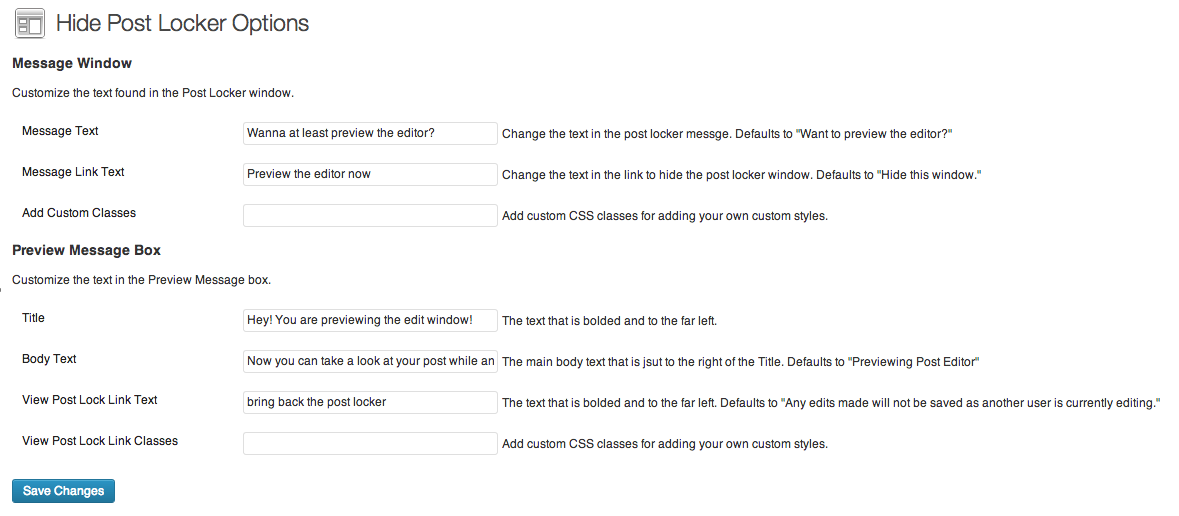 Hide Post Locker Options
Message Window
Customize the text found in the Post Locker window.
Message Text Wanna at least preview the editor? Change the text in the post locker messge. Defaults to "Want to preview the editor?"
Message Link Text Preview the editor now Change the text in the link to hide the post locker window. Defaults to "Hide this window."
Add Custom Classes Add custom CSS classes for adding your own custom styles.
Preview Message Box
Customize the text in the Preview Message box.
Title Hey! You are previewing the edit window! The text that is bolded and to the far left.
Body Text Now you can take a look at your post while an The main body text that is jsut to the right of the Title. Defaults to "Previewing Post Editor"
View Post Lock Link Text bring back the post locker The text that is bolded and to the far left. Defaults to "Any edits made will not be saved as another user is currently editing."
View Post Lock Link Classes Add custom CSS classes for adding your own custom styles.
Save Changes